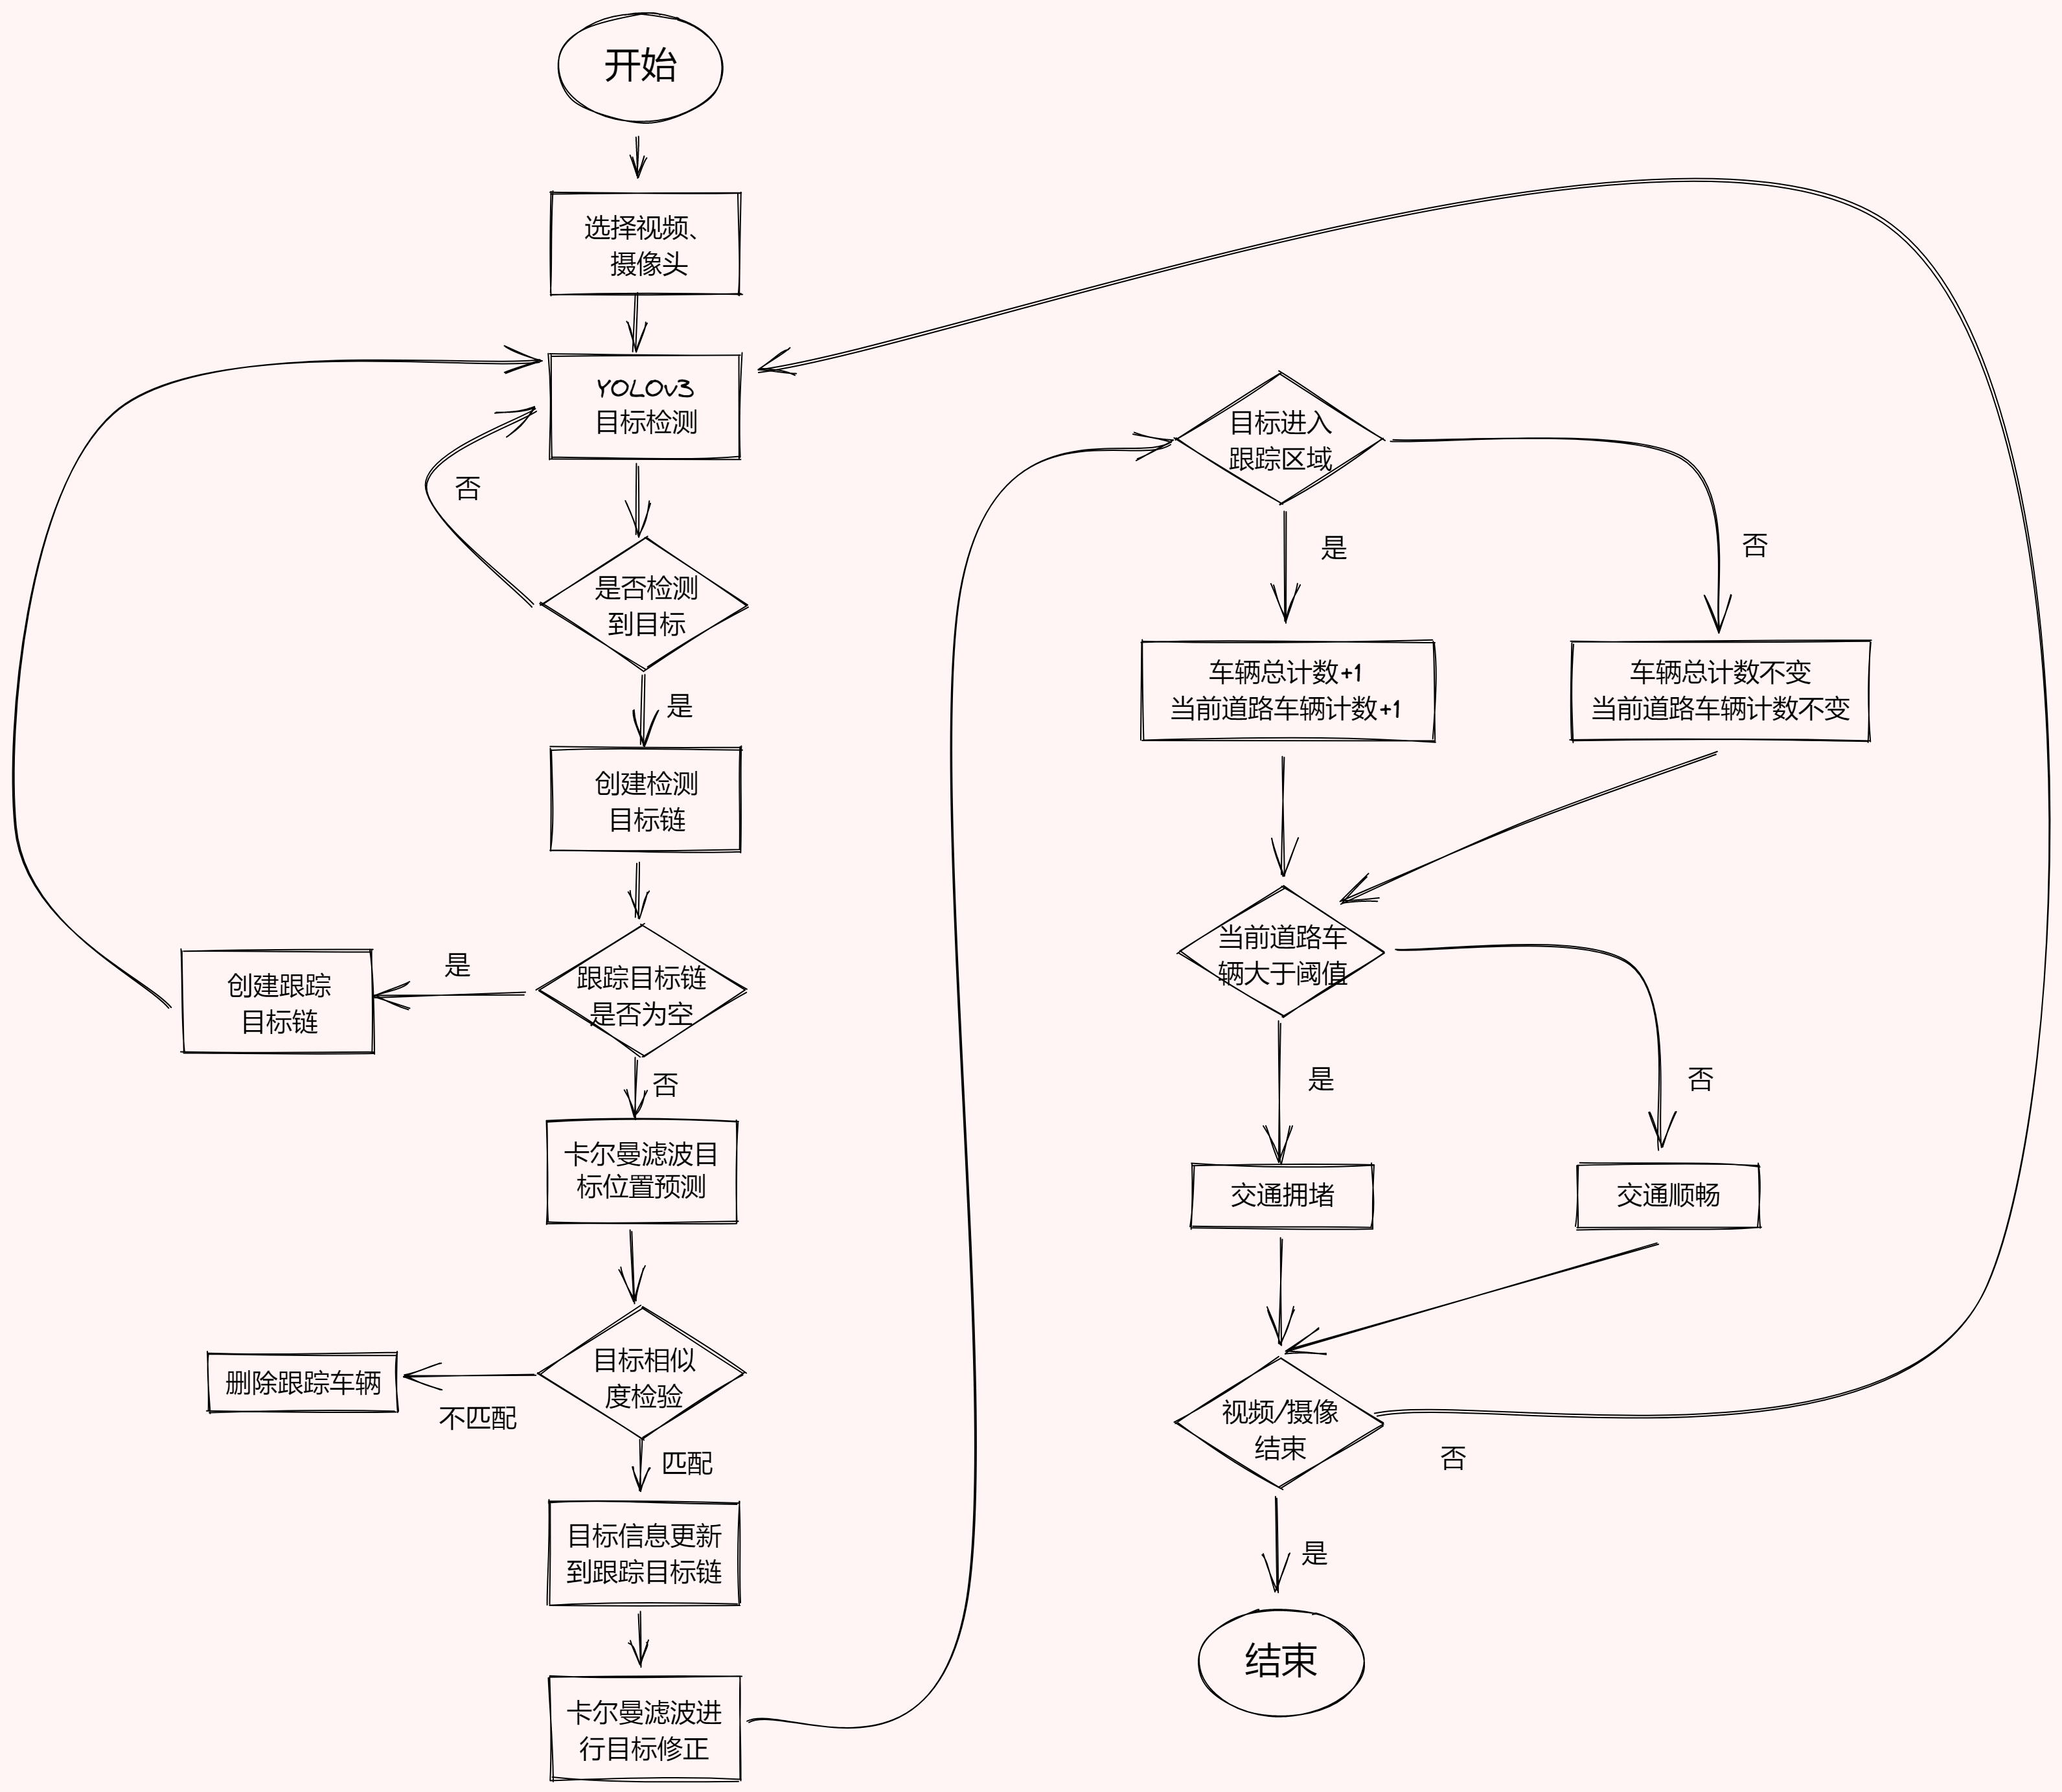 开始
选择视频、
摄像头
YOLOv3
目标检测
否
是否检测
到目标
是
创建检测
目标链
跟踪目标链
是否为空
是
创建跟踪
目标链
否
卡尔曼滤波目
标位置预测
目标相似
度检验
不匹配
删除跟踪车辆
匹配
目标信息更新
到跟踪目标链
卡尔曼滤波进
行目标修正
目标进入
跟踪区域
是
否
车辆总计数+1
当前道路车辆计数+1
车辆总计数不变
当前道路车辆计数不变
当前道路车
辆大于阈值
是
否
交通拥堵
交通顺畅
视频/摄像
结束
否
是
结束